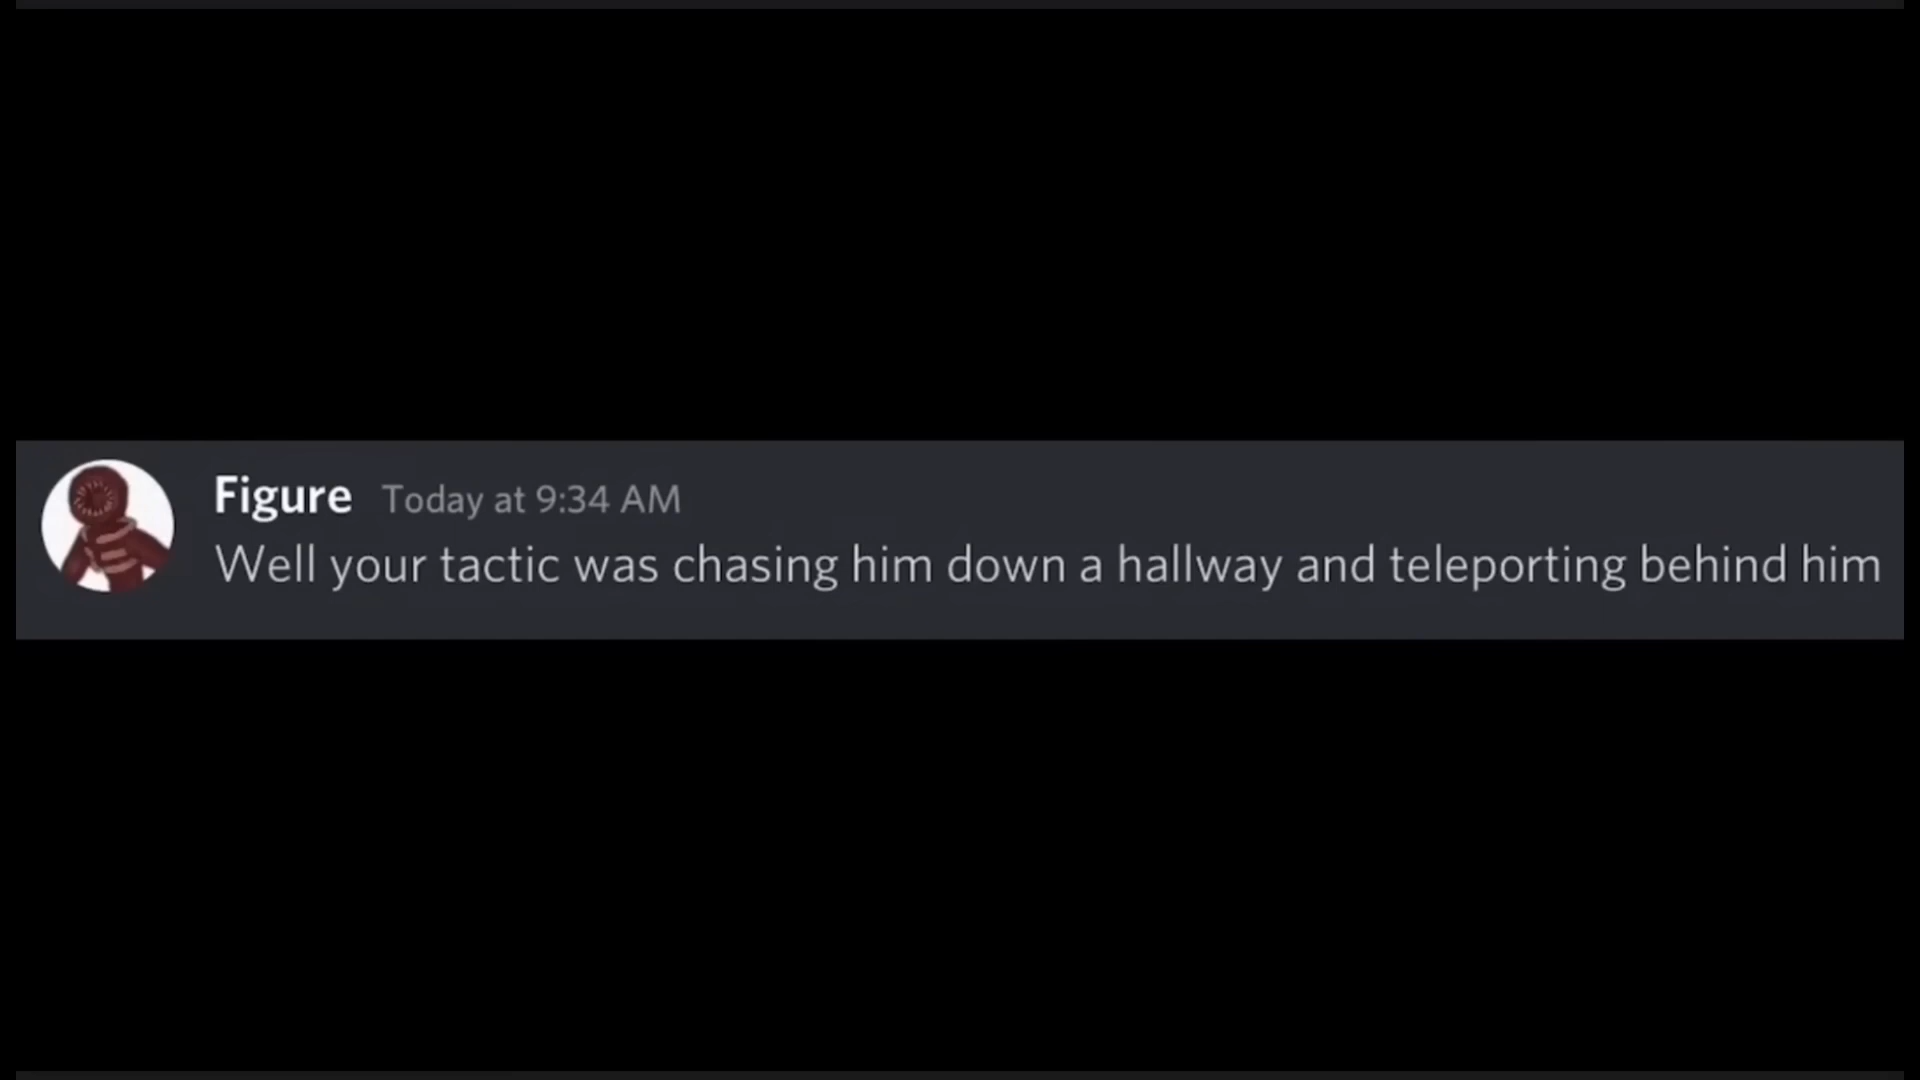 Figure Today at 9:34 AM
Well your tactic was chasing him down a hallway and teleporting behind him